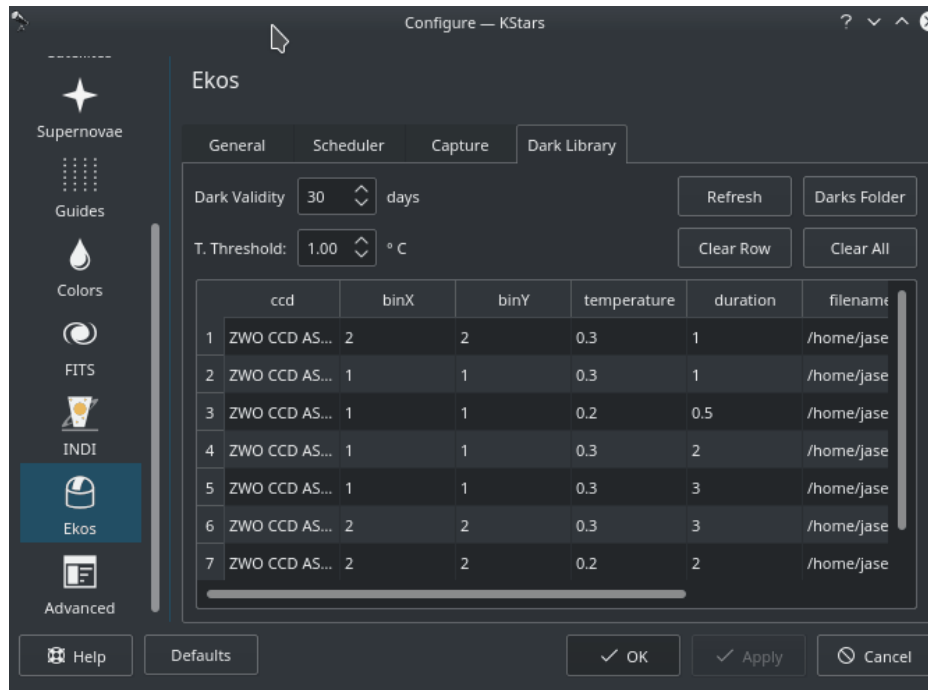 Configure — KStars
?
Supernovae
Guides
Colors
FITS
INDI
Ekos
Advanced
Ekos
General Scheduler Capture Dark Library
Dark Validity 30 days Refresh Darks Folder
T. Threshold: 1.00 ° C Clear Row Clear All
ccd binX binY temperature duration filename
1 ZWO CCD AS... 2 2 0.3 1 /home/jase
2 ZWO CCD AS... 1 1 0.3 1 /home/jase
3 ZWO CCD AS... 1 1 0.2 0.5 /home/jase
4 ZWO CCD AS... 1 1 0.3 2 /home/jase
5 ZWO CCD AS... 1 1 0.3 3 /home/jase
6 ZWO CCD AS... 2 2 0.3 3 /home/jase
7 ZWO CCD AS... 2 2 0.2 2 /home/jase
Help Defaults OK Apply Cancel